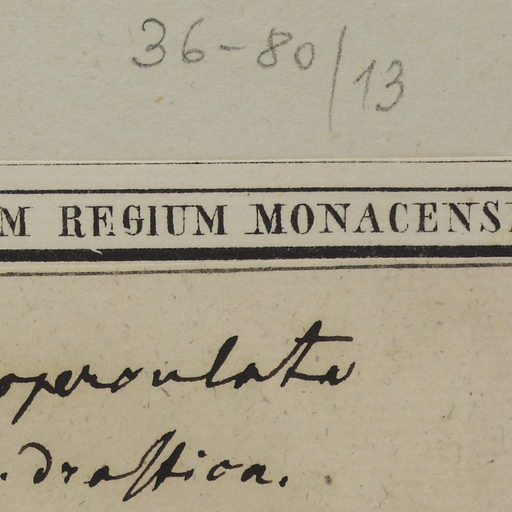 36-80/13
M REGIUM MONACENS
operculata
. drastica.